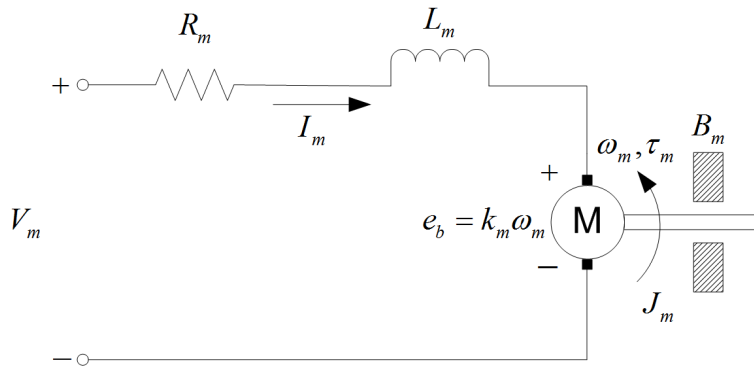 R_m
L_m
+
I_m
B_m
ω_m, τ_m
+
V_m
e_b = k_m ω_m
M
−
J_m
−